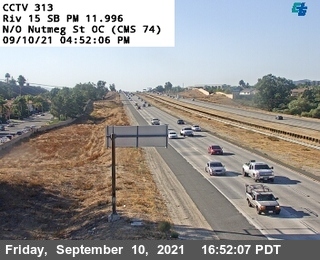 CCTV 313
Riv 15 SB PM 11.996
N/O Nutmeg St OC (CMS 74)
09/10/21 04:52:06 PM
Friday, September 10, 2021 16:52:07 PDT